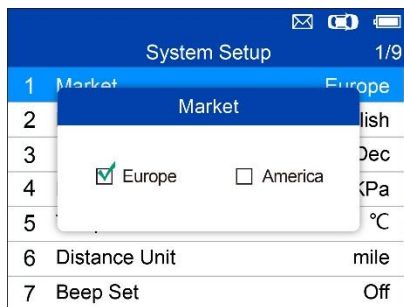 System Setup 1/9
1 Market Europe
Market
2 lish
3 Dec
Europe America
4 KPa
5 °C
6 Distance Unit mile
7 Beep Set Off